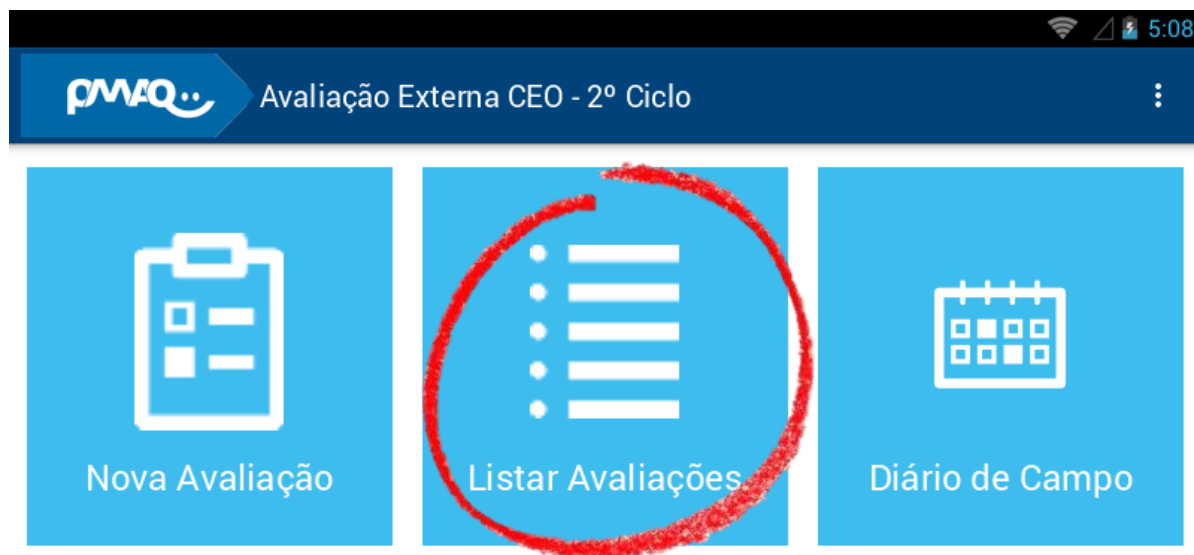 5:08
PMAQ
Avaliação Externa CEO - 2º Ciclo
Nova Avaliação
Listar Avaliações
Diário de Campo